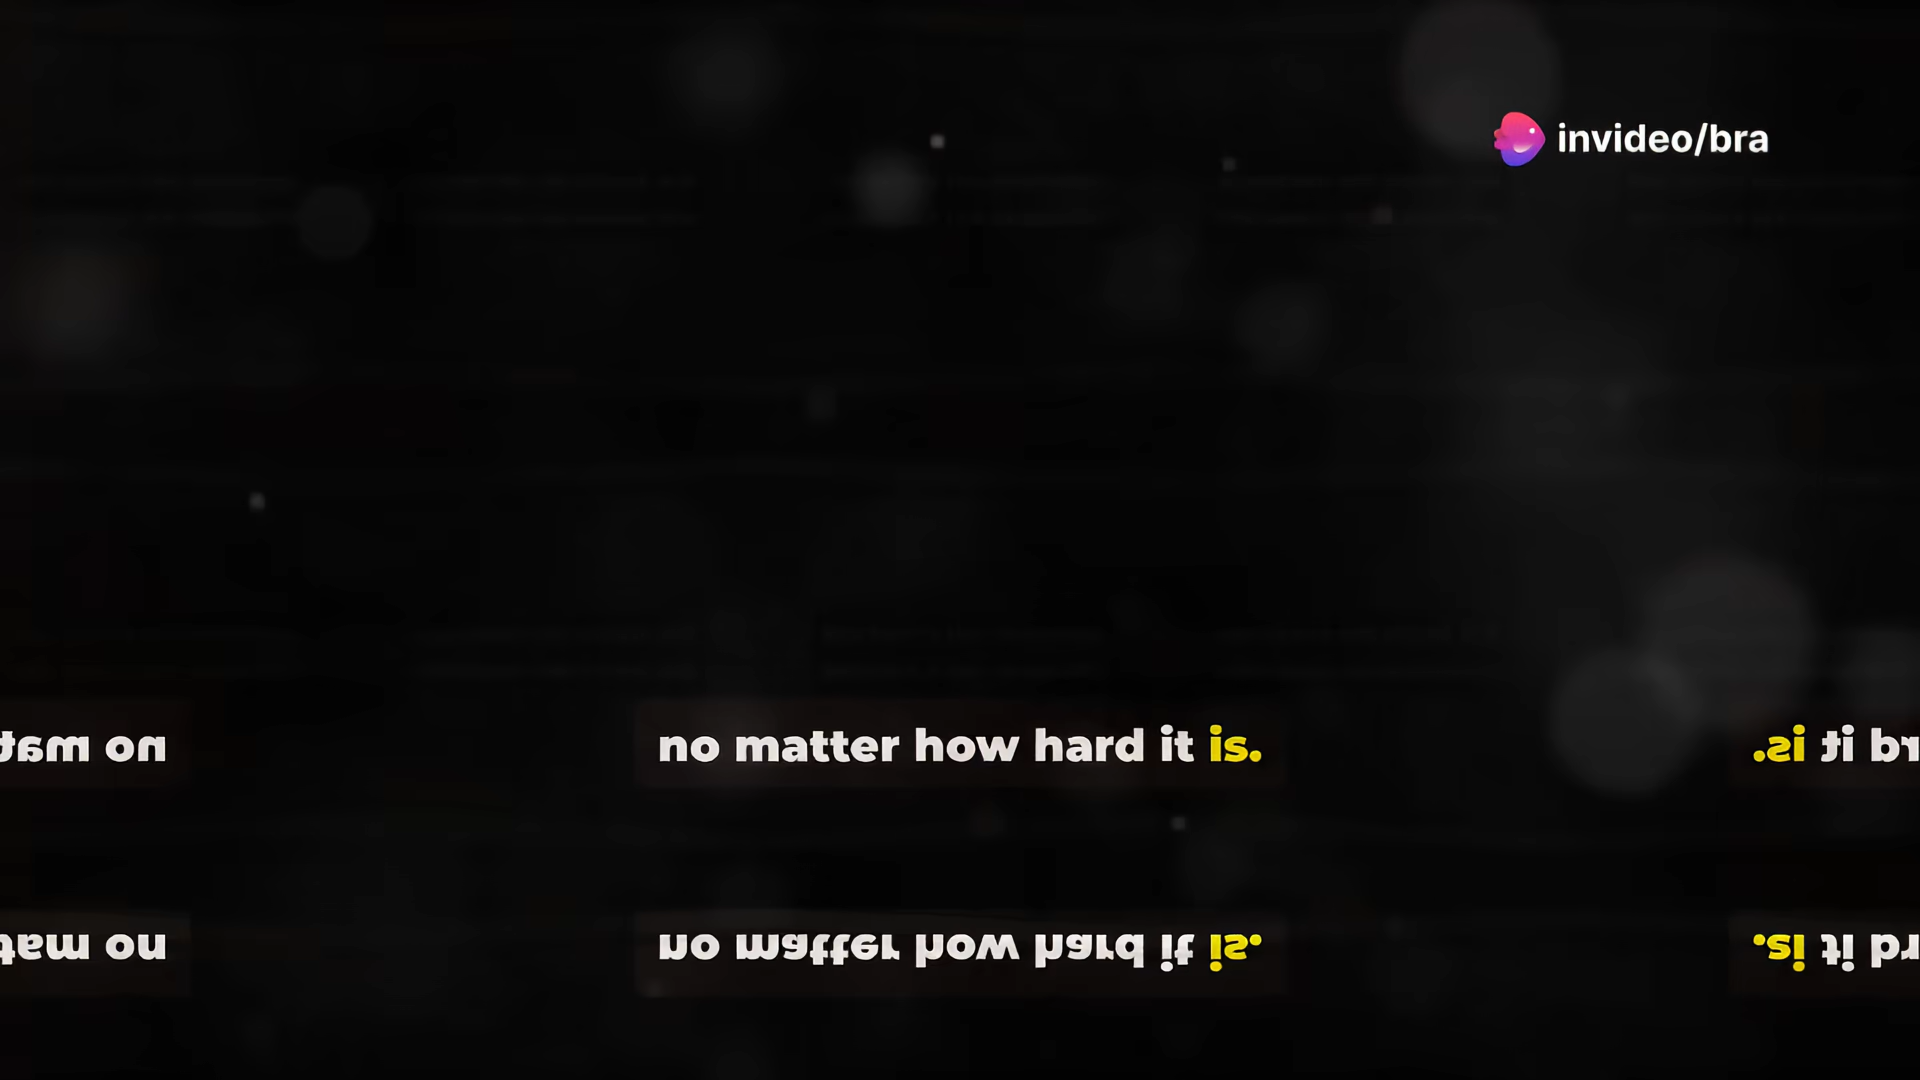 invideo/bra
no mat
no matter how hard it is.
rd it is.
no mat
no matter how hard it is.
rd it is.